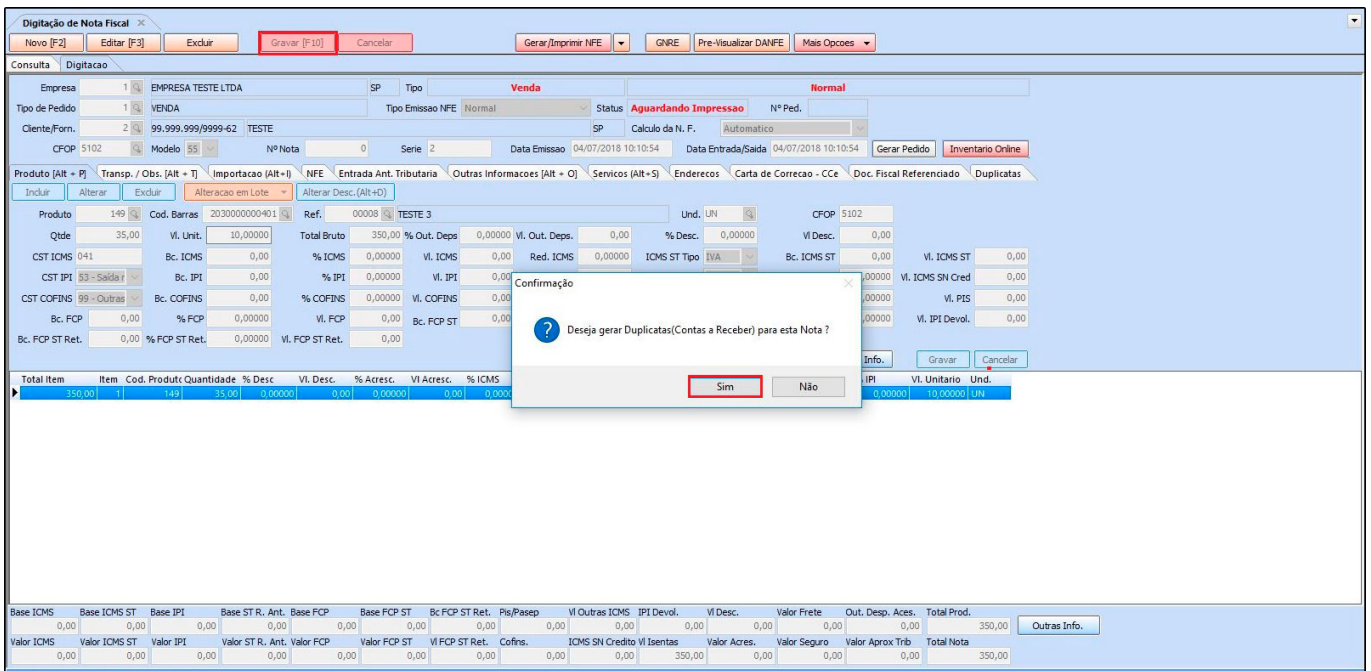 Digitação de Nota Fiscal
Novo [F2] Editar [F3] Excluir Gravar [F10] Cancelar Gerar/Imprimir NFE GNRE Pre-Visualizar DANFE Mais Opcoes
Consulta Digitacao
Empresa 1 EMPRESA TESTE LTDA SP Tipo Venda Normal
Tipo de Pedido 1 VENDA Tipo Emissao NFE Normal Status Aguardando Impressao Nº Ped.
Cliente/Forn. 2 99.999.999/9999-62 TESTE SP Calculo da N. F. Automatico
CFOP 5102 Modelo 55 Nº Nota 0 Serie 2 Data Emissao 04/07/2018 10:10:54 Data Entrada/Saida 04/07/2018 10:10:54 Gerar Pedido Inventario Online
Produto [Alt + P] Transp. / Obs. [Alt + T] Importacao (Alt+I) NFE Entrada Ant. Tributaria Outras Informacoes [Alt + O] Servicos (Alt+S) Enderecos Carta de Correcao - CCe Doc. Fiscal Referenciado Duplicatas
Incluir Alterar Excluir Alteracao em Lote Alterar Desc.(Alt+D)
Produto 149 Cod. Barras 2030000000401 Ref. 00008 TESTE 3 Und. UN CFOP 5102
Qtde 35,00 Vl. Unit. 10,00000 Total Bruto 350,00 % Out. Deps 0,00000 Vl. Out. Deps. 0,00 % Desc. 0,00000 Vl Desc. 0,00
CST ICMS 041 Bc. ICMS 0,00 % ICMS 0,00000 Vl. ICMS 0,00 Red. ICMS 0,00000 ICMS ST Tipo IVA Bc. ICMS ST 0,00 Vl. ICMS ST 0,00
CST IPI 53 - Saída r Bc. IPI 0,00 % IPI 0,00000 Vl. IPI 0,00 ,00000 Vl. ICMS SN Cred 0,00
CST COFINS 99 - Outras Bc. COFINS 0,00 % COFINS 0,00000 Vl. COFINS 0,00 ,00000 Vl. PIS 0,00
Bc. FCP 0,00 % FCP 0,00000 Vl. FCP 0,00 Bc. FCP ST 0,00 ,00000 Vl. IPI Devol. 0,00
Bc. FCP ST Ret. 0,00 % FCP ST Ret. 0,00000 Vl. FCP ST Ret. 0,00
Confirmação
Deseja gerar Duplicatas(Contas a Receber) para esta Nota ?
Sim Não
Info. Gravar Cancelar
Total Item Item Cod. Produtc Quantidade % Desc Vl. Desc. % Acresc. Vl Acresc. % ICMS IPI Vl. Unitario Und.
350,00 1 149 35,00 0,00000 0,00 0,00000 0,00 0,0000 0,00000 10,00000 UN
Base ICMS Base ICMS ST Base IPI Base ST R. Ant. Base FCP Base FCP ST Bc FCP ST Ret. Pis/Pasep Vl Outras ICMS IPI Devol. Vl Desc. Valor Frete Out. Desp. Aces. Total Prod.
0,00 0,00 0,00 0,00 0,00 0,00 0,00 0,00 0,00 0,00 0,00 0,00 0,00 350,00 Outras Info.
Valor ICMS Valor ICMS ST Valor IPI Valor ST R. Ant. Valor FCP Valor FCP ST Vl FCP ST Ret. Cofins. ICMS SN Credito Vl Isentas Valor Acres. Valor Seguro Valor Aprox Trib Total Nota
0,00 0,00 0,00 0,00 0,00 0,00 0,00 0,00 0,00 350,00 0,00 0,00 0,00 350,00